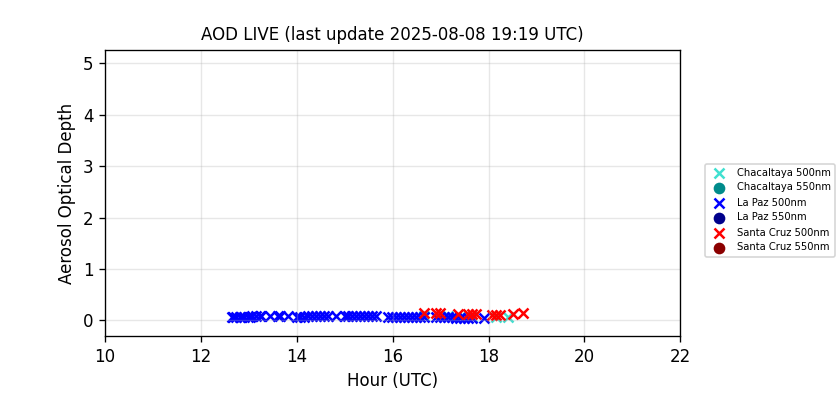 AOD LIVE (last update 2025-08-08 19:19 UTC)
Aerosol Optical Depth
5
4
3
2
1
0
10 12 14 16 18 20 22
Hour (UTC)
Chacaltaya 500nm
Chacaltaya 550nm
La Paz 500nm
La Paz 550nm
Santa Cruz 500nm
Santa Cruz 550nm